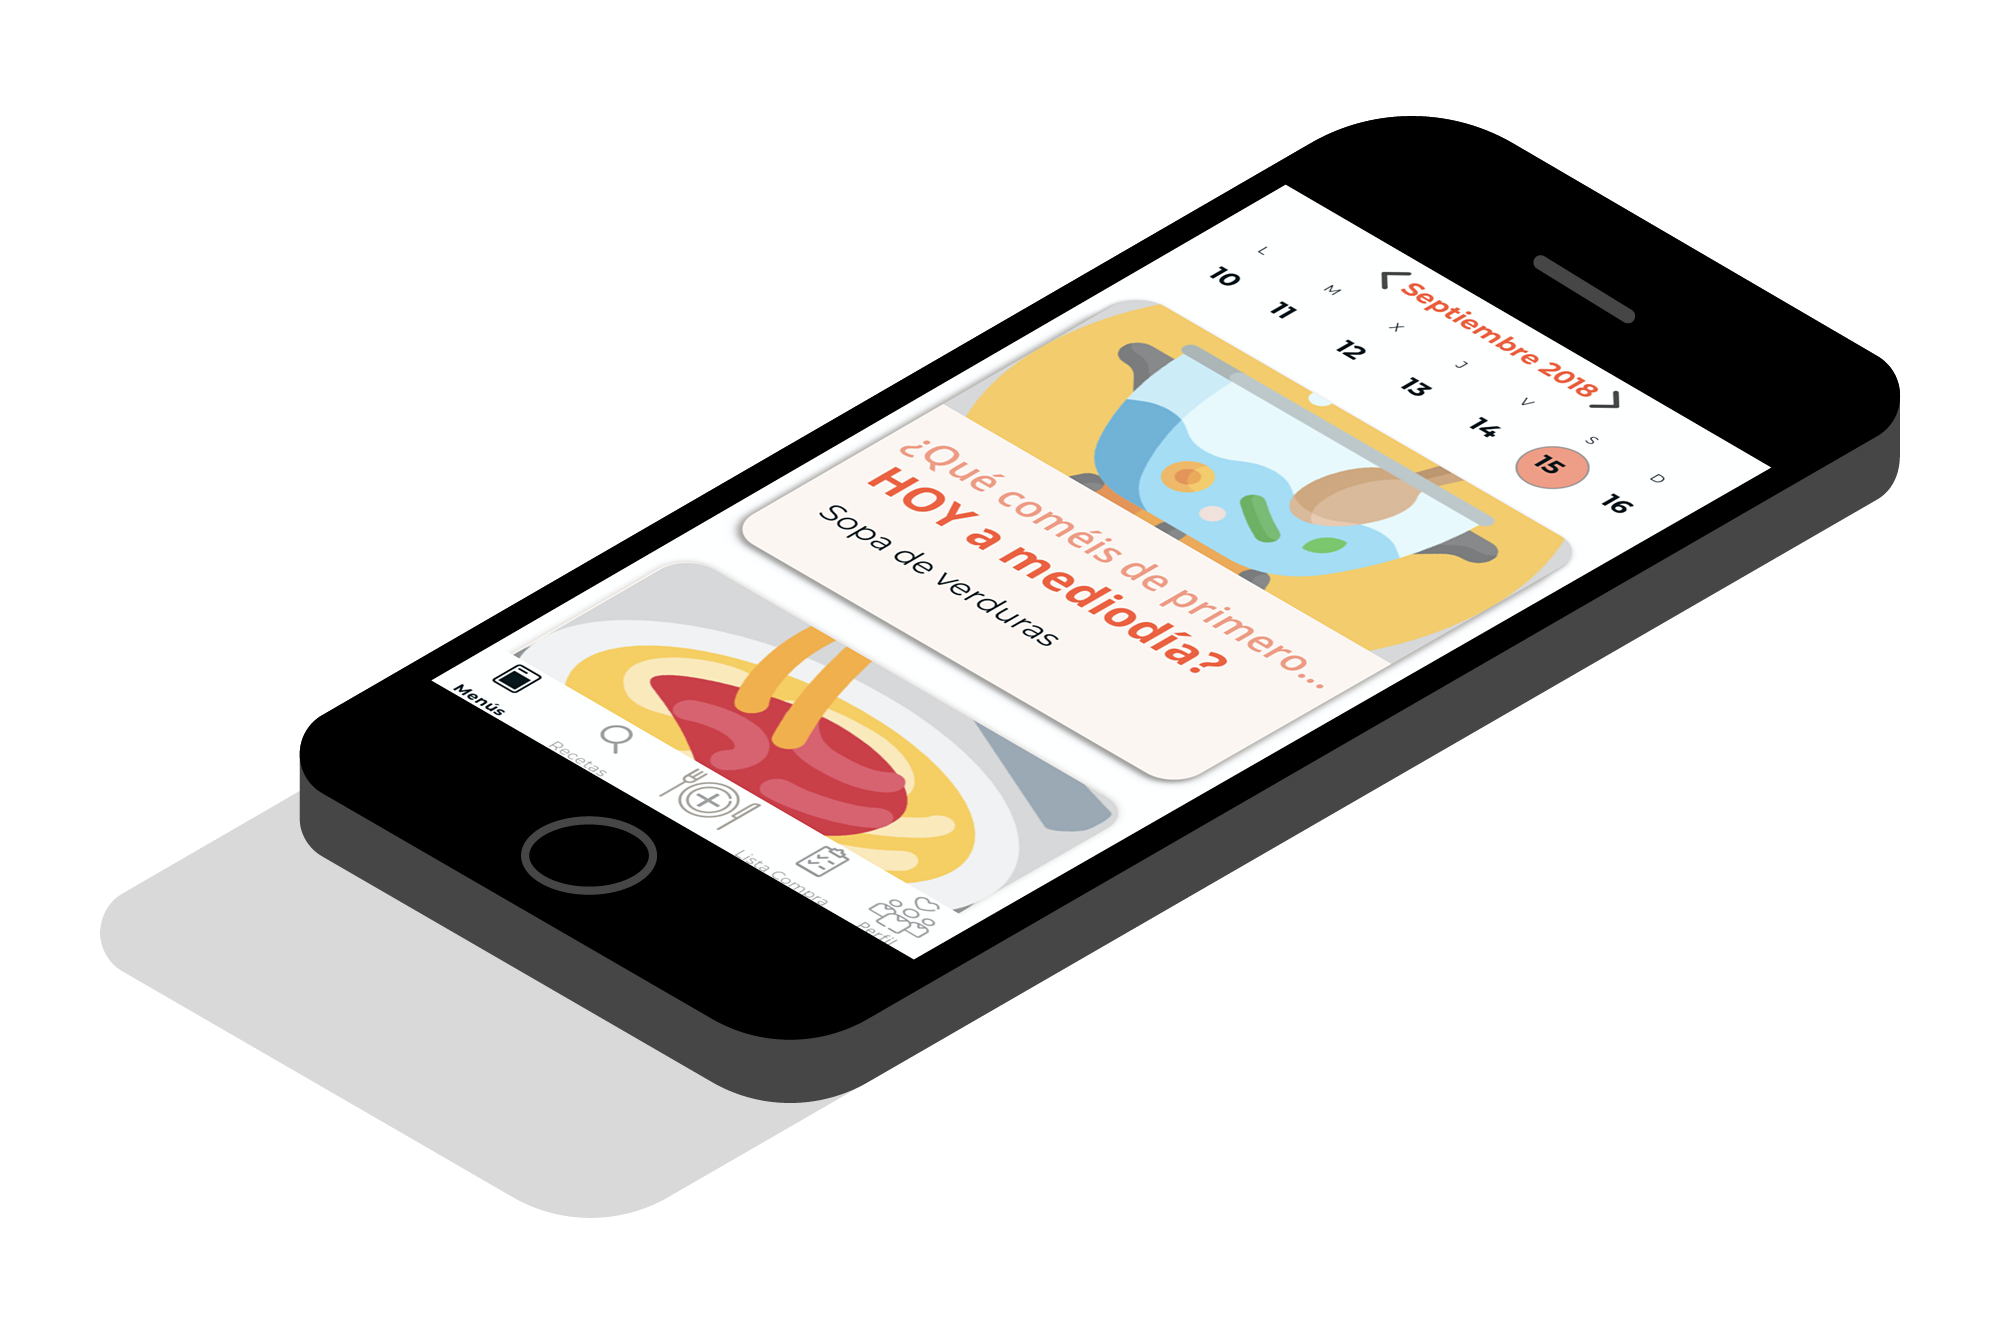 Septiembre 2018
L M X J V S D
10 11 12 13 14 15 16
¿Qué coméis de primero...
HOY a mediodía?
Sopa de verduras
Menús
Recetas
Lista Compra
Perfil